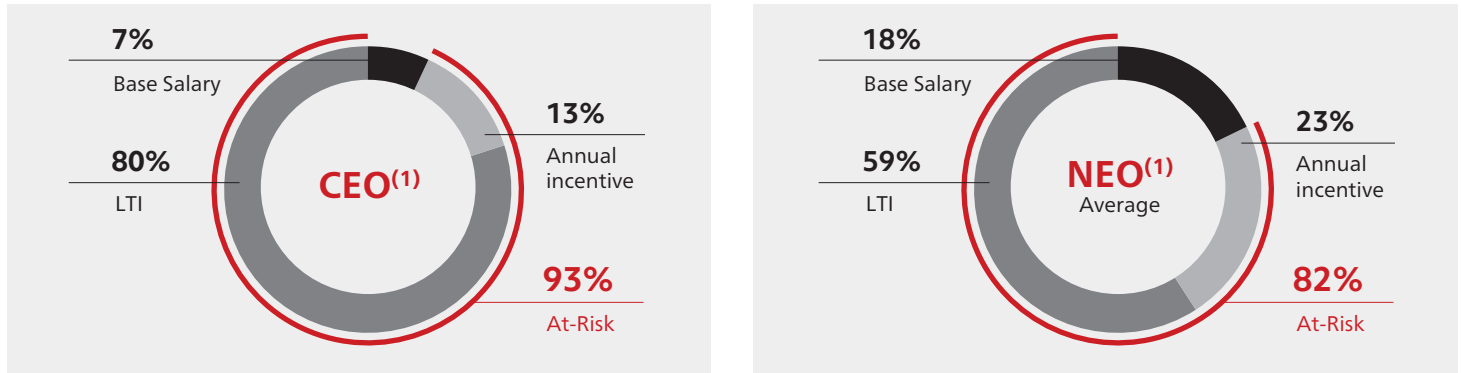 7%
Base Salary
80%
LTI
CEO(1)
13%
Annual
incentive
93%
At-Risk
18%
Base Salary
59%
LTI
NEO(1)
Average
23%
Annual
incentive
82%
At-Risk